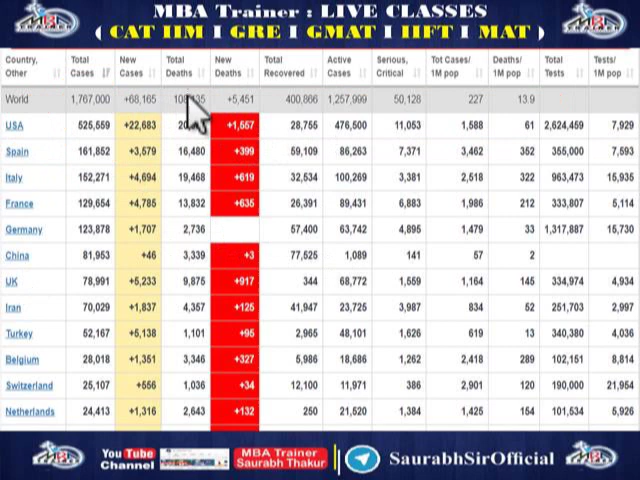 MBA Trainer : LIVE CLASSES
( CAT IIM I GRE I GMAT I IIFT I MAT )
Country, Other Total Cases New Cases Total Deaths New Deaths Total Recovered Active Cases Serious, Critical Tot Cases/ 1M pop Deaths/ 1M pop Total Tests Tests/ 1M pop
World 1,767,000 +68,165 +5,451 400,866 1,257,999 50,128 227 13.9
USA 525,559 +22,683 +1,557 28,755 476,500 11,053 1,588 61 2,624,459 7,929
Spain 161,852 +3,579 16,480 +399 59,109 86,263 7,371 3,462 352 355,000 7,593
Italy 152,271 +4,694 19,468 +619 32,534 100,269 3,381 2,518 322 963,473 15,935
France 129,654 +4,785 13,832 +635 26,391 89,431 6,883 1,986 212 333,807 5,114
Germany 123,878 +1,707 2,736 57,400 63,742 4,895 1,479 33 1,317,887 15,730
China 81,953 +46 3,339 +3 77,525 1,089 141 57 2
UK 78,991 +5,233 9,875 +917 344 68,772 1,559 1,164 145 334,974 4,934
Iran 70,029 +1,837 4,357 +125 41,947 23,725 3,987 834 52 251,703 2,997
Turkey 52,167 +5,138 1,101 +95 2,965 48,101 1,626 619 13 340,380 4,036
Belgium 28,018 +1,351 3,346 +327 5,986 18,686 1,262 2,418 289 102,151 8,814
Switzerland 25,107 +556 1,036 +34 12,100 11,971 386 2,901 120 190,000 21,954
Netherlands 24,413 +1,316 2,643 +132 250 21,520 1,384 1,425 154 101,534 5,926
You Tube Channel MBA Trainer Saurabh Thakur SaurabhSirOfficial